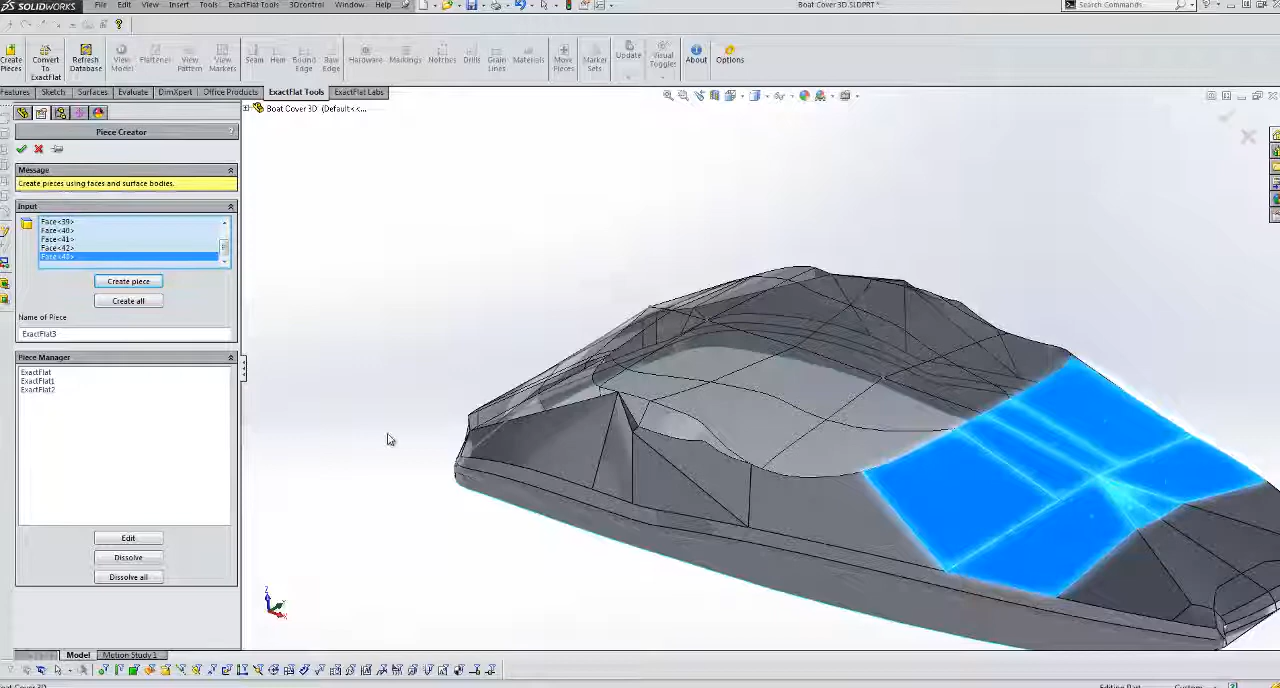 SOLIDWORKS File Edit View Insert Tools ExactFlat Tools 3Dcontrol Window Help Boat Cover 3D.SLDPRT * Search Commands
Create Pieces Convert To ExactFlat Refresh Database View Model Flattener View Pattern View Markers Seam Hem Bound Edge Base Edge Hardware Markings Notches Drills Grain Lines Materials Move Pieces Marker Sets Update Visual Toggles About Options
Features Sketch Surfaces Evaluate DimXpert Office Products ExactFlat Tools ExactFlat Labs
Boat Cover 3D (Default<<...
Piece Creator ?
Message
Create pieces using faces and surface bodies.
Input
Face<39>
Face<40>
Face<41>
Face<42>
Create piece
Create all
Name of Piece
ExactFlat3
Piece Manager
ExactFlat
ExactFlat1
ExactFlat2
Edit
Dissolve
Dissolve all
Z
X
Model Motion Study 1
Boat Cover 3D Editing Part Custom